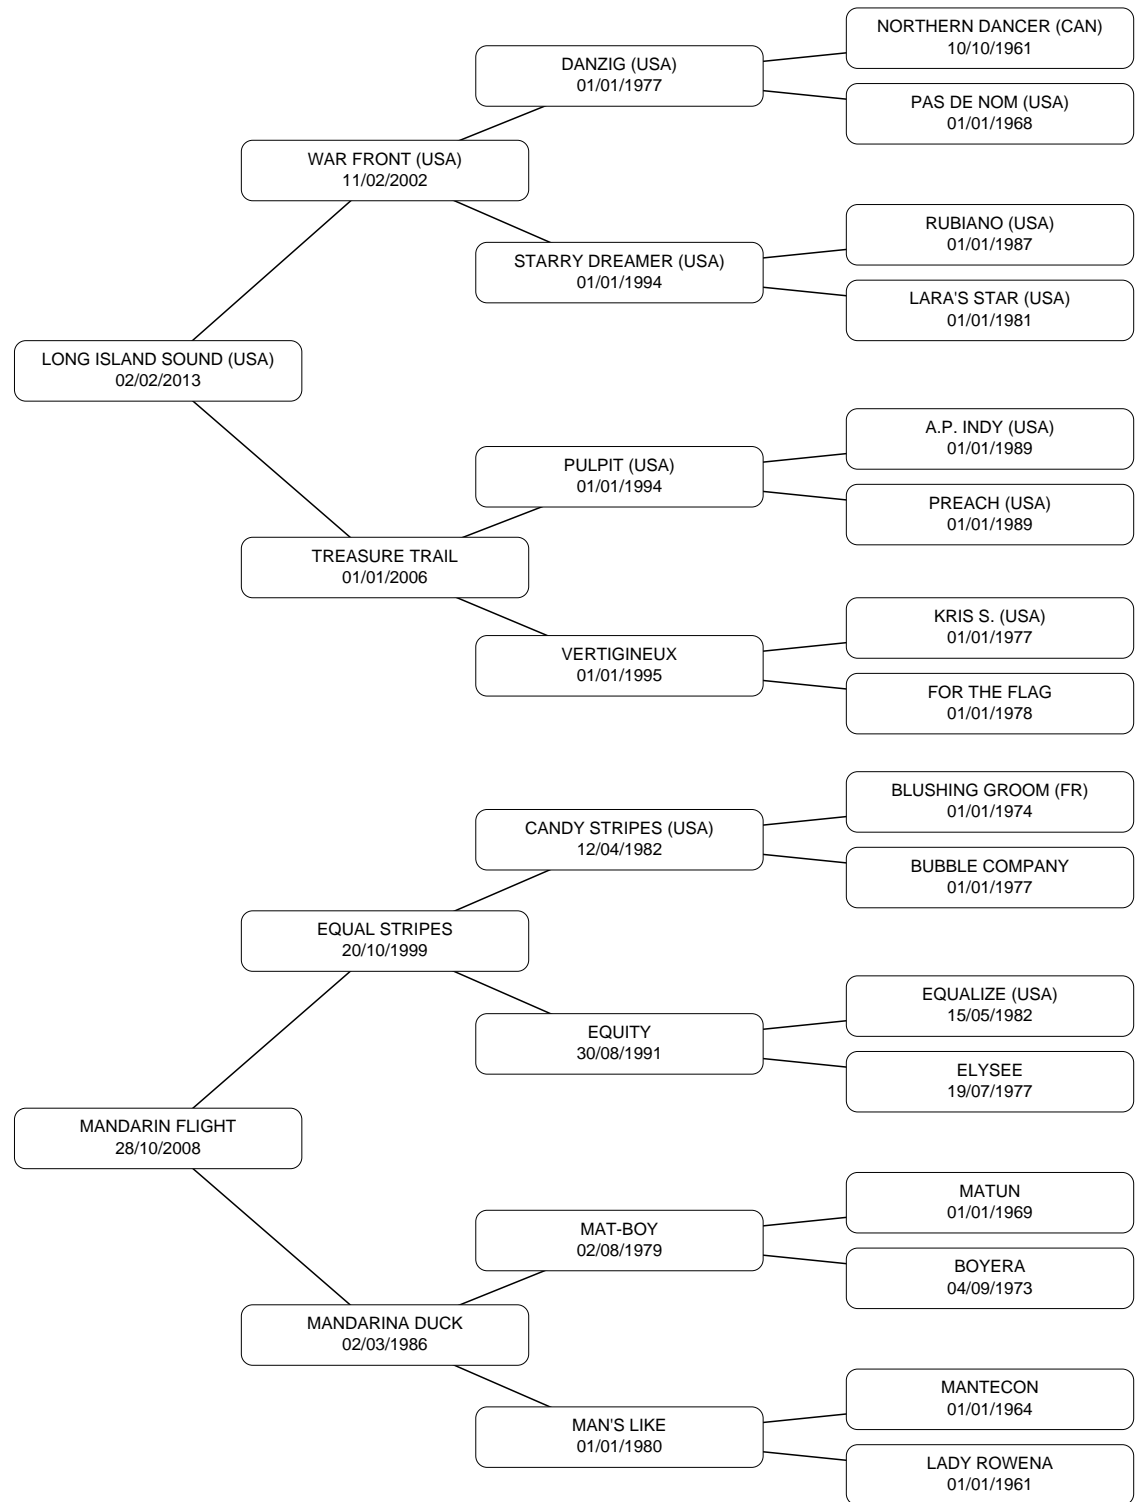 NORTHERN DANCER (CAN)
10/10/1961
DANZIG (USA)
01/01/1977
PAS DE NOM (USA)
01/01/1968
WAR FRONT (USA)
11/02/2002
RUBIANO (USA)
01/01/1987
STARRY DREAMER (USA)
01/01/1994
LARA'S STAR (USA)
01/01/1981
LONG ISLAND SOUND (USA)
02/02/2013
A.P. INDY (USA)
01/01/1989
PULPIT (USA)
01/01/1994
PREACH (USA)
01/01/1989
TREASURE TRAIL
01/01/2006
KRIS S. (USA)
01/01/1977
VERTIGINEUX
01/01/1995
FOR THE FLAG
01/01/1978
BLUSHING GROOM (FR)
01/01/1974
CANDY STRIPES (USA)
12/04/1982
BUBBLE COMPANY
01/01/1977
EQUAL STRIPES
20/10/1999
EQUALIZE (USA)
15/05/1982
EQUITY
30/08/1991
ELYSEE
19/07/1977
MANDARIN FLIGHT
28/10/2008
MATUN
01/01/1969
MAT-BOY
02/08/1979
BOYERA
04/09/1973
MANDARINA DUCK
02/03/1986
MANTECON
01/01/1964
MAN'S LIKE
01/01/1980
LADY ROWENA
01/01/1961